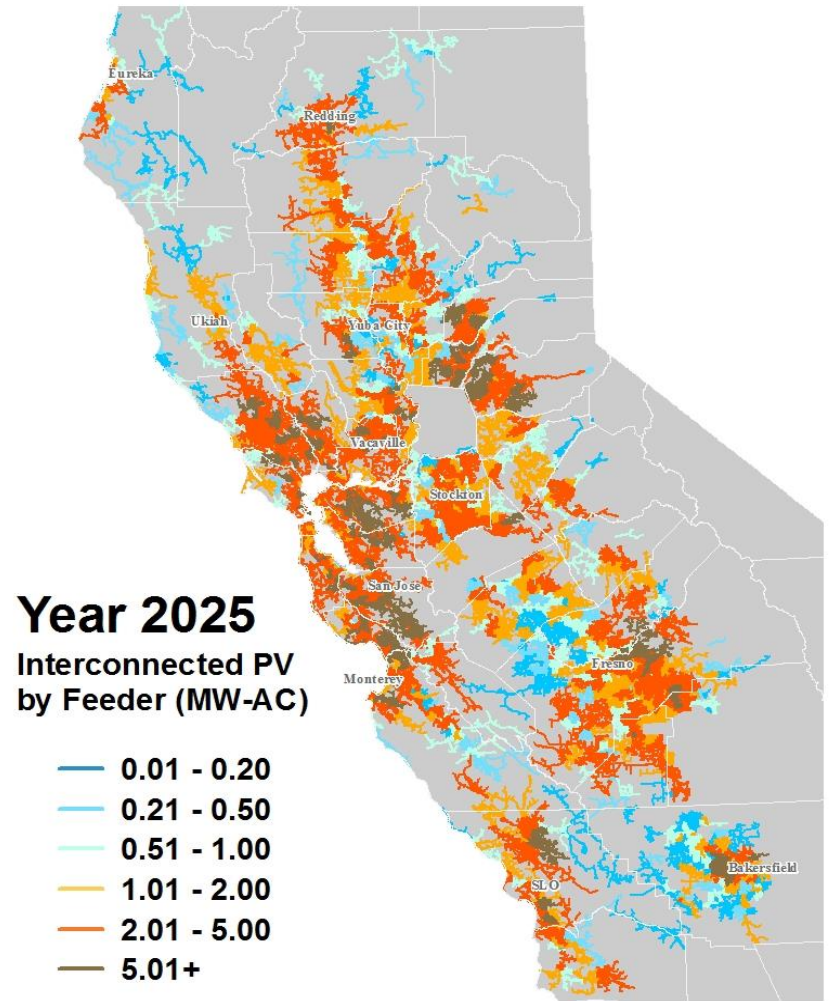 Eureka
Redding
Ukiah
Yuba City
Vacaville
Stockton
San Jose
Monterey
Fresno
SLO
Bakersfield
Year 2025
Interconnected PV
by Feeder (MW-AC)
0.01 - 0.20
0.21 - 0.50
0.51 - 1.00
1.01 - 2.00
2.01 - 5.00
5.01+